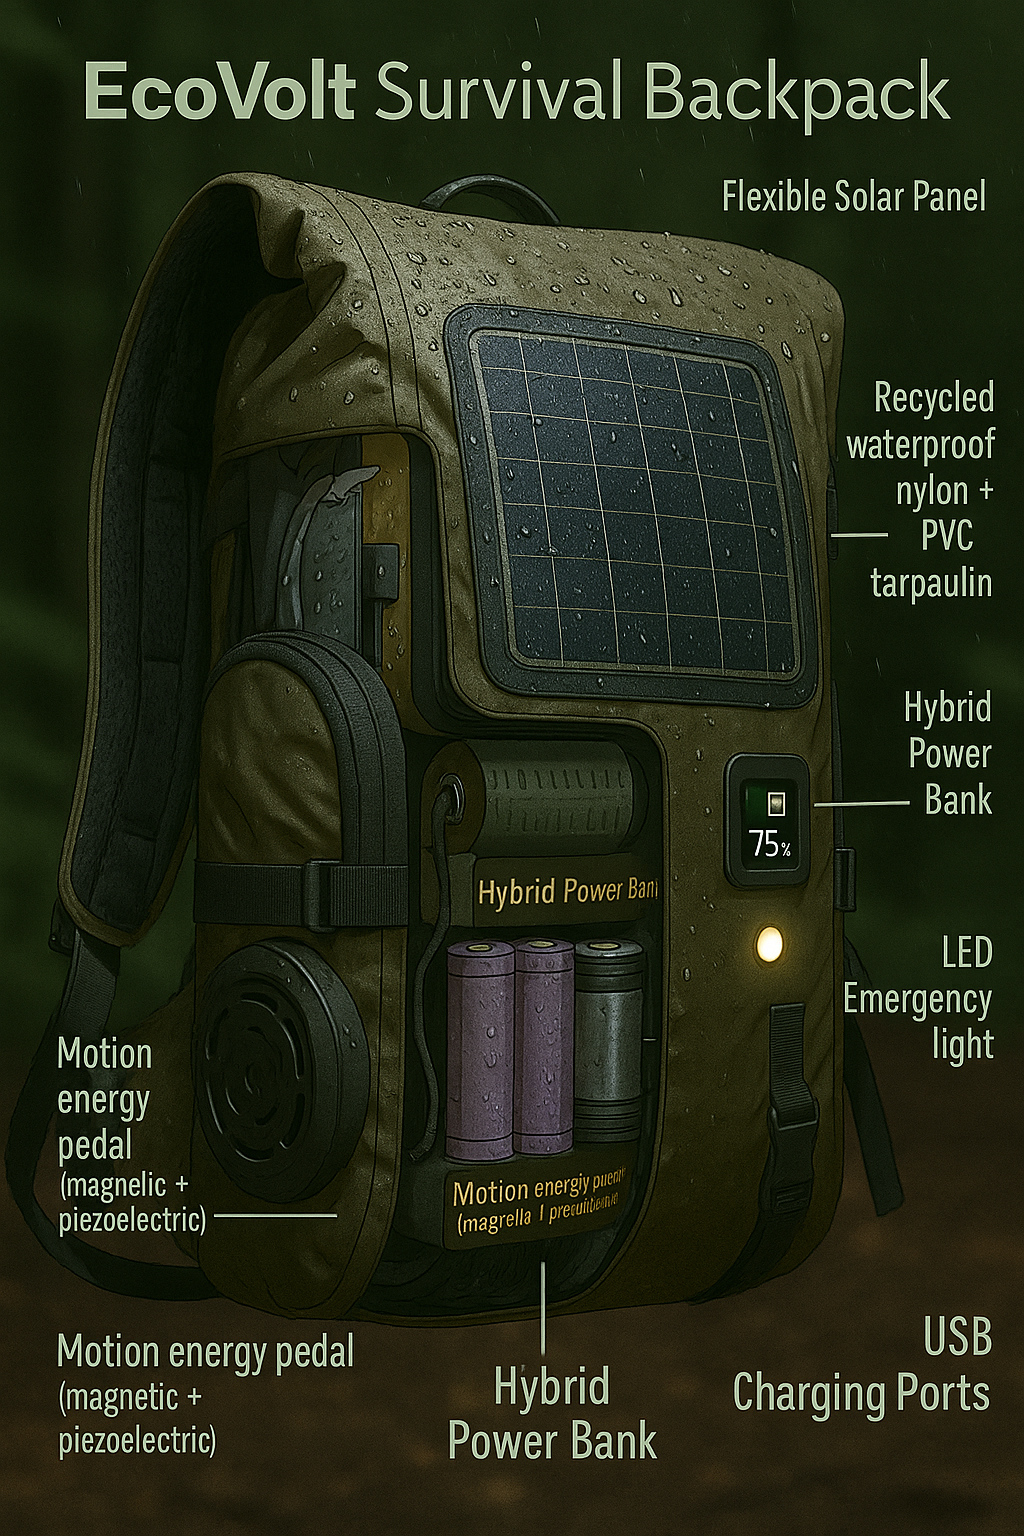 EcoVolt Survival Backpack
Flexible Solar Panel
Recycled
waterproof
nylon +
PVC
tarpaulin
Hybrid
Power
Bank
75%
Hybrid Power Ban
LED
Emergency
light
Motion
energy
pedal
(magnelic +
piezoelectric)
Motion energiy
(magrella
Motion energy pedal
(magnetic +
piezoelectric)
Hybrid
Power Bank
USB
Charging Ports